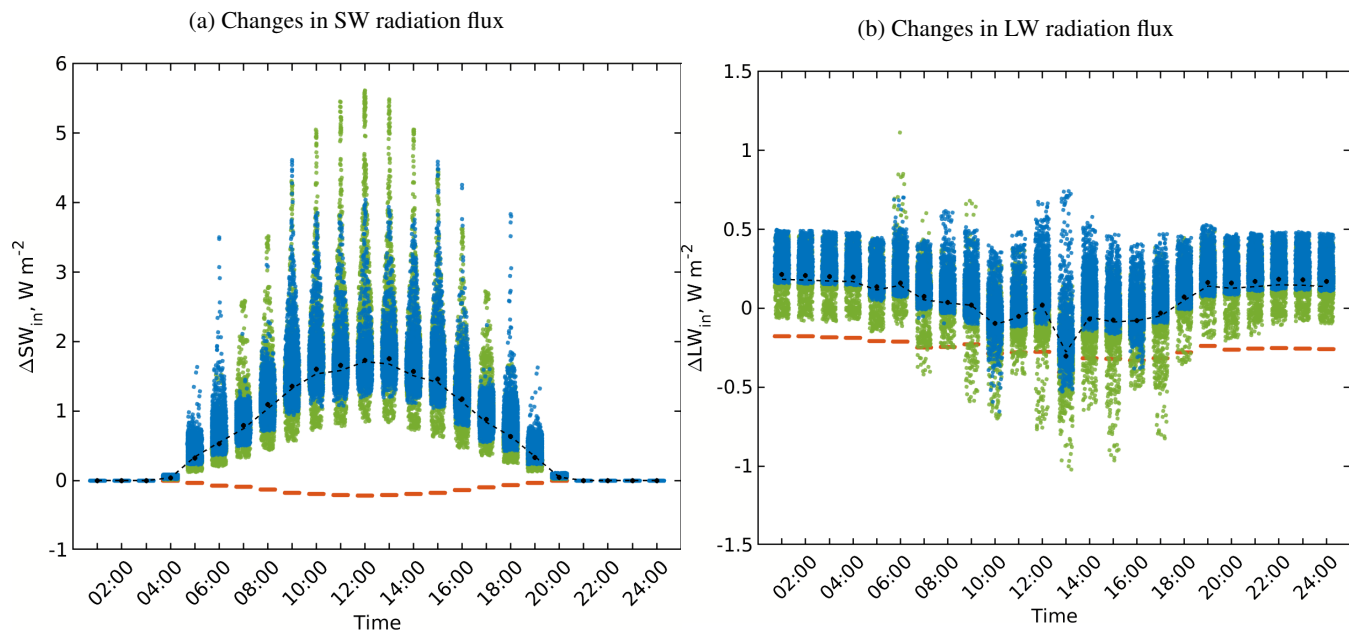 (a) Changes in SW radiation flux
6
5
4
3
2
1
0
-1
ΔSW_in, W m^-2
02:00 04:00 06:00 08:00 10:00 12:00 14:00 16:00 18:00 20:00 22:00 24:00
Time
(b) Changes in LW radiation flux
1.5
1
0.5
0
-0.5
-1
-1.5
ΔLW_in, W m^-2
02:00 04:00 06:00 08:00 10:00 12:00 14:00 16:00 18:00 20:00 22:00 24:00
Time